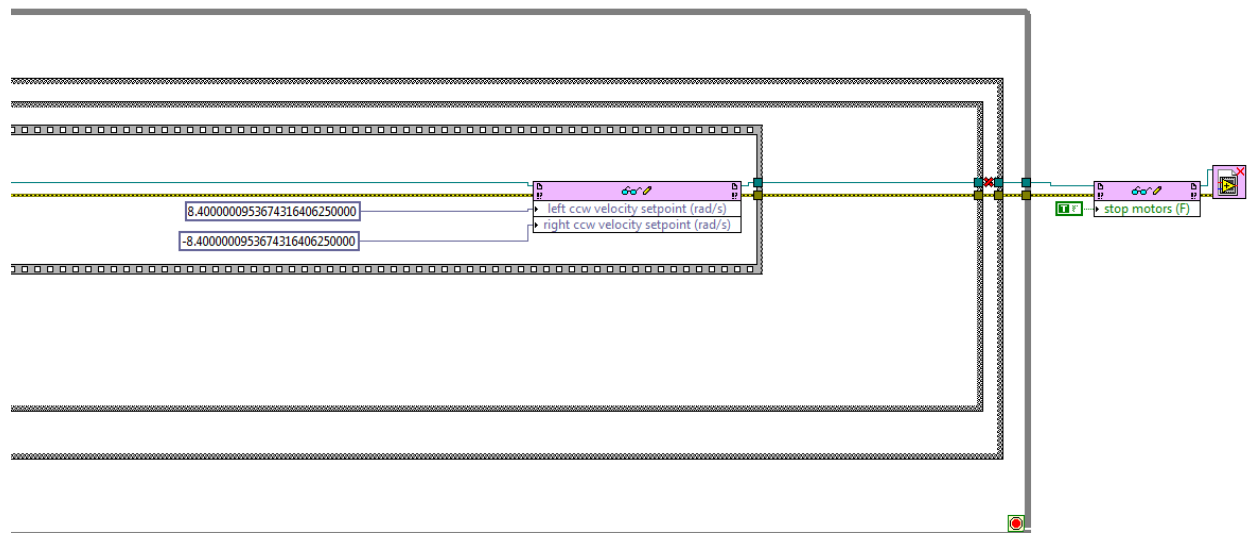 8.4000000953674316406250000
left ccw velocity setpoint (rad/s)
-8.4000000953674316406250000
right ccw velocity setpoint (rad/s)
T F
stop motors (F)